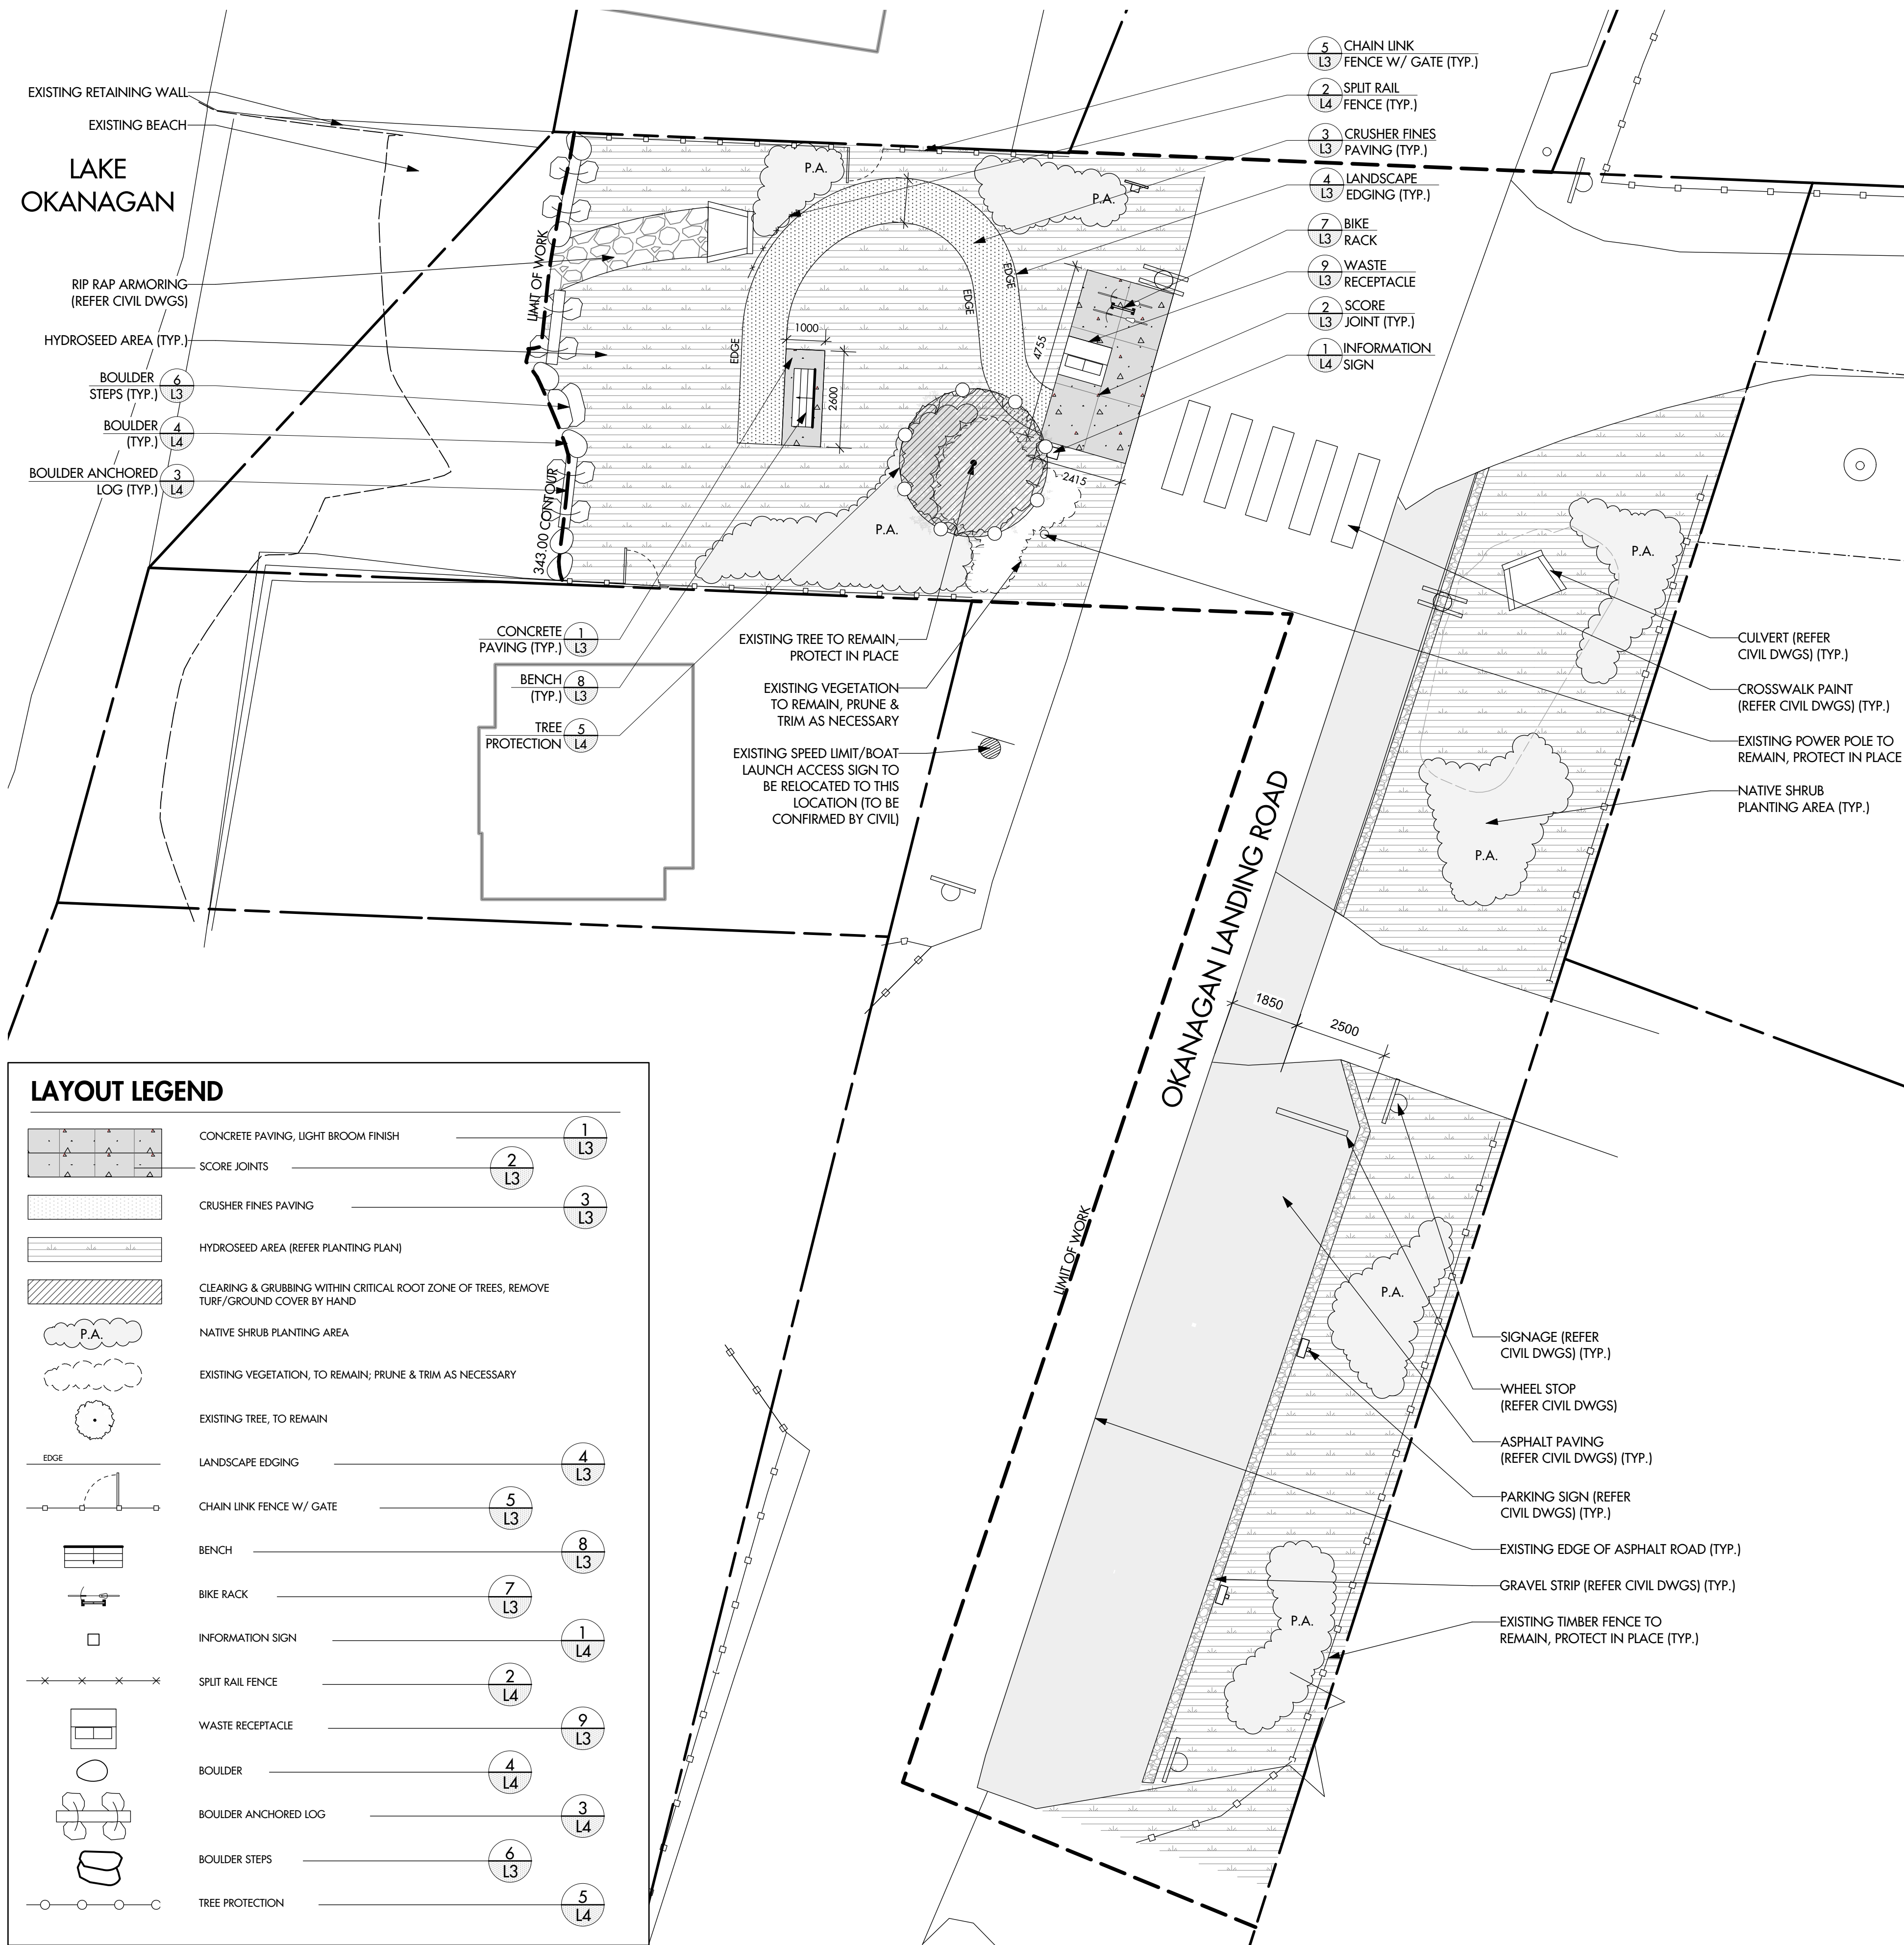 EXISTING RETAINING WALL
EXISTING BEACH
LAKE
OKANAGAN
RIP RAP ARMORING
(REFER CIVIL DWGS)
HYDROSEED AREA (TYP.)
BOULDER
STEPS (TYP.)
6
L3
BOULDER
(TYP.)
4
L4
BOULDER ANCHORED
LOG (TYP.)
3
L4
LIMIT OF WORK
343.00 CONTOUR
P.A.
P.A.
EDGE
EDGE
EDGE
1000
2600
4755
2415
P.A.
5
L3
CHAIN LINK
FENCE W/ GATE (TYP.)
2
L4
SPLIT RAIL
FENCE (TYP.)
3
L3
CRUSHER FINES
PAVING (TYP.)
4
L3
LANDSCAPE
EDGING (TYP.)
7
L3
BIKE
RACK
9
L3
WASTE
RECEPTACLE
2
L3
SCORE
JOINT (TYP.)
1
L4
INFORMATION
SIGN
CONCRETE
PAVING (TYP.)
1
L3
BENCH
(TYP.)
8
L3
TREE
PROTECTION
5
L4
EXISTING TREE TO REMAIN,
PROTECT IN PLACE
EXISTING VEGETATION
TO REMAIN, PRUNE &
TRIM AS NECESSARY
EXISTING SPEED LIMIT/BOAT
LAUNCH ACCESS SIGN TO
BE RELOCATED TO THIS
LOCATION (TO BE
CONFIRMED BY CIVIL)
P.A.
P.A.
CULVERT (REFER
CIVIL DWGS) (TYP.)
CROSSWALK PAINT
(REFER CIVIL DWGS) (TYP.)
EXISTING POWER POLE TO
REMAIN, PROTECT IN PLACE
NATIVE SHRUB
PLANTING AREA (TYP.)
OKANAGAN LANDING ROAD
1850
2500
LIMIT OF WORK
P.A.
P.A.
SIGNAGE (REFER
CIVIL DWGS) (TYP.)
WHEEL STOP
(REFER CIVIL DWGS)
ASPHALT PAVING
(REFER CIVIL DWGS) (TYP.)
PARKING SIGN (REFER
CIVIL DWGS) (TYP.)
EXISTING EDGE OF ASPHALT ROAD (TYP.)
GRAVEL STRIP (REFER CIVIL DWGS) (TYP.)
EXISTING TIMBER FENCE TO
REMAIN, PROTECT IN PLACE (TYP.)
LAYOUT LEGEND
CONCRETE PAVING, LIGHT BROOM FINISH
1
L3
SCORE JOINTS
2
L3
CRUSHER FINES PAVING
3
L3
HYDROSEED AREA (REFER PLANTING PLAN)
CLEARING & GRUBBING WITHIN CRITICAL ROOT ZONE OF TREES, REMOVE
TURF/GROUND COVER BY HAND
P.A.
NATIVE SHRUB PLANTING AREA
EXISTING VEGETATION, TO REMAIN; PRUNE & TRIM AS NECESSARY
EXISTING TREE, TO REMAIN
EDGE
LANDSCAPE EDGING
4
L3
CHAIN LINK FENCE W/ GATE
5
L3
BENCH
8
L3
BIKE RACK
7
L3
INFORMATION SIGN
1
L4
SPLIT RAIL FENCE
2
L4
WASTE RECEPTACLE
9
L3
BOULDER
4
L4
BOULDER ANCHORED LOG
3
L4
BOULDER STEPS
6
L3
TREE PROTECTION
5
L4